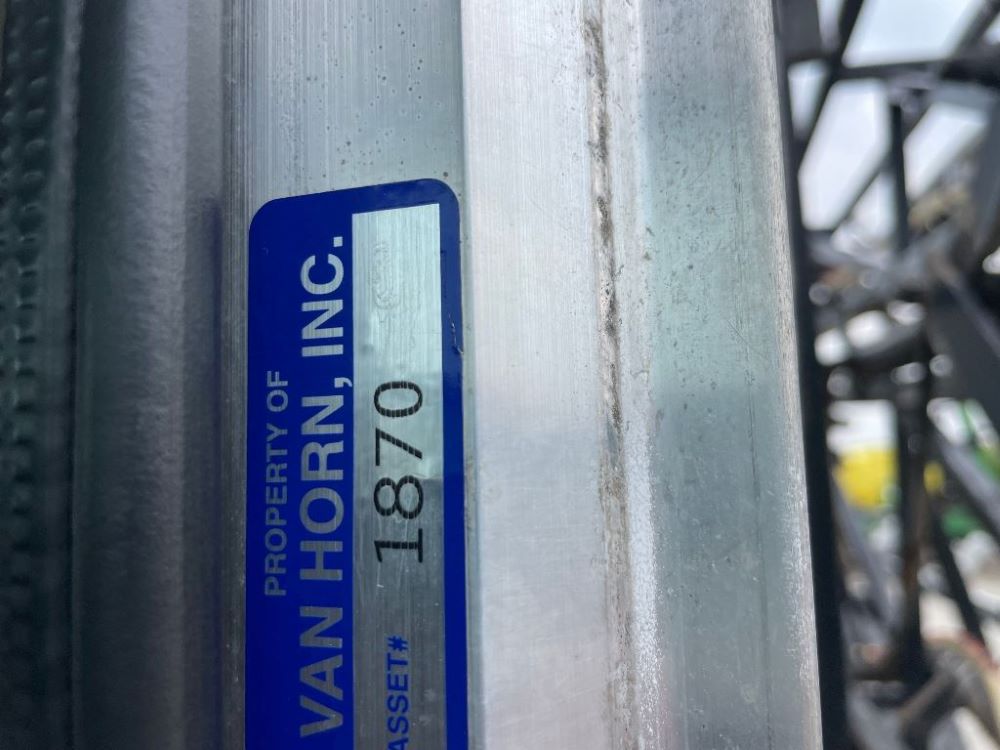 PROPERTY OF
VAN HORN, INC.
ASSET# 1870